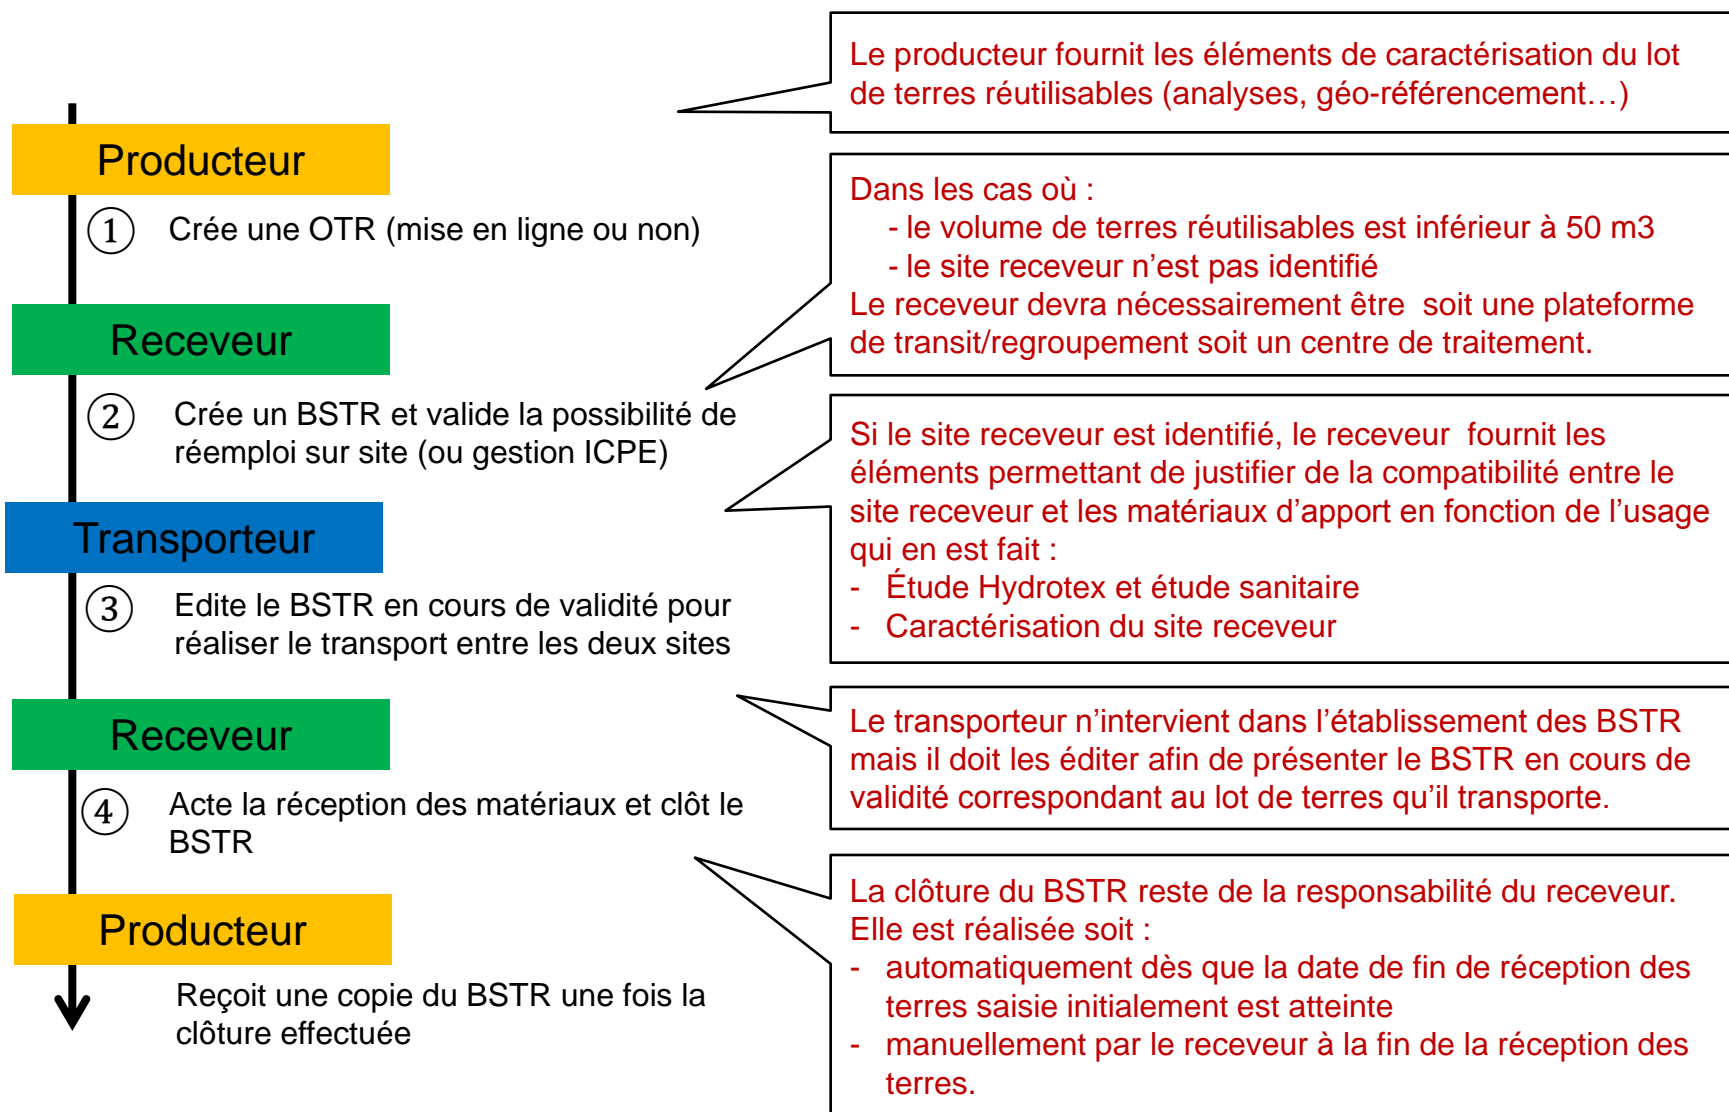 Le producteur fournit les éléments de caractérisation du lot
de terres réutilisables (analyses, géo-référencement…)
Producteur
① Crée une OTR (mise en ligne ou non)
Dans les cas où :
- le volume de terres réutilisables est inférieur à 50 m3
- le site receveur n’est pas identifié
Le receveur devra nécessairement être  soit une plateforme
de transit/regroupement soit un centre de traitement.
Receveur
② Crée un BSTR et valide la possibilité de
réemploi sur site (ou gestion ICPE)
Si le site receveur est identifié, le receveur  fournit les
éléments permettant de justifier de la compatibilité entre le
site receveur et les matériaux d’apport en fonction de l’usage
qui en est fait :
- Étude Hydrotex et étude sanitaire
- Caractérisation du site receveur
Transporteur
③ Edite le BSTR en cours de validité pour
réaliser le transport entre les deux sites
Le transporteur n’intervient dans l’établissement des BSTR
mais il doit les éditer afin de présenter le BSTR en cours de
validité correspondant au lot de terres qu’il transporte.
Receveur
④ Acte la réception des matériaux et clôt le
BSTR
La clôture du BSTR reste de la responsabilité du receveur.
Elle est réalisée soit :
- automatiquement dès que la date de fin de réception des
terres saisie initialement est atteinte
- manuellement par le receveur à la fin de la réception des
terres.
Producteur
Reçoit une copie du BSTR une fois la
clôture effectuée